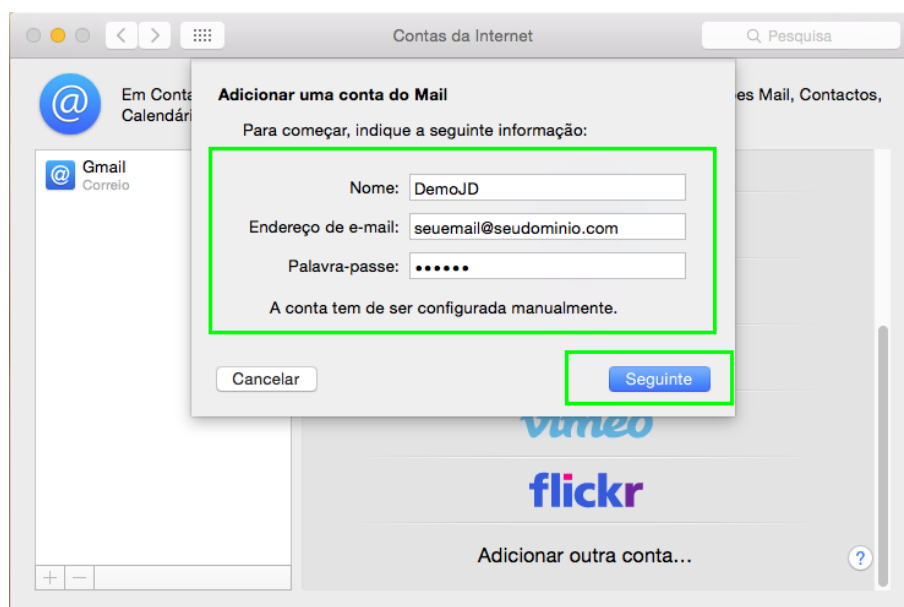 Contas da Internet
Pesquisa
Em Conta
es Mail, Contactos,
Calendári
Adicionar uma conta do Mail
Para começar, indique a seguinte informação:
Gmail
Correio
Nome: DemoJD
Endereço de e-mail: seuemail@seudominio.com
Palavra-passe: ••••••
A conta tem de ser configurada manualmente.
Cancelar
Seguinte
vimeo
flickr
Adicionar outra conta...
?